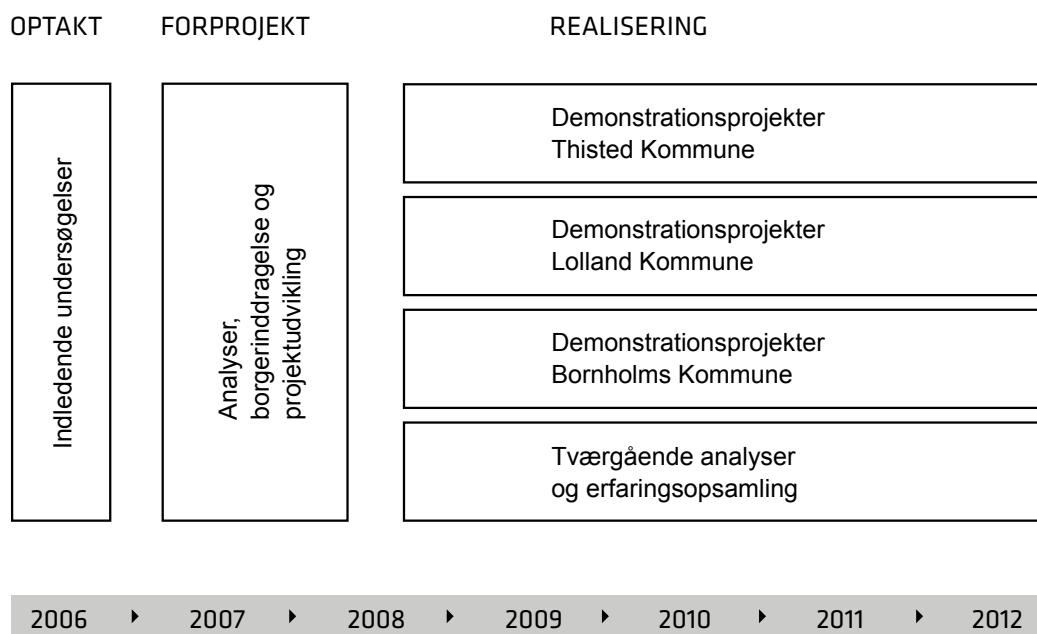 OPTAKT
FORPROJEKT
REALISERING
Indledende undersøgelser
Analyser,
borgerinddragelse og
projektudvikling
Demonstrationsprojekter
Thisted Kommune
Demonstrationsprojekter
Lolland Kommune
Demonstrationsprojekter
Bornholms Kommune
Tværgående analyser
og erfaringsopsamling
2006 2007 2008 2009 2010 2011 2012